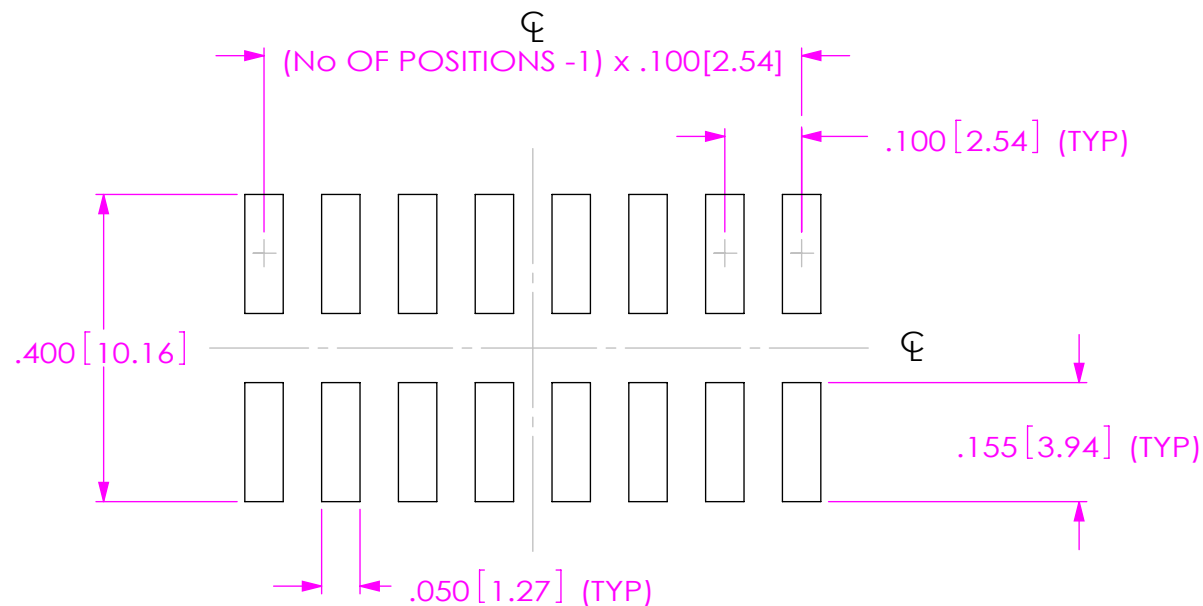 ℄
(No OF POSITIONS -1) x .100[2.54]
.100[2.54] (TYP)
.400[10.16]
℄
.155[3.94] (TYP)
.050[1.27] (TYP)